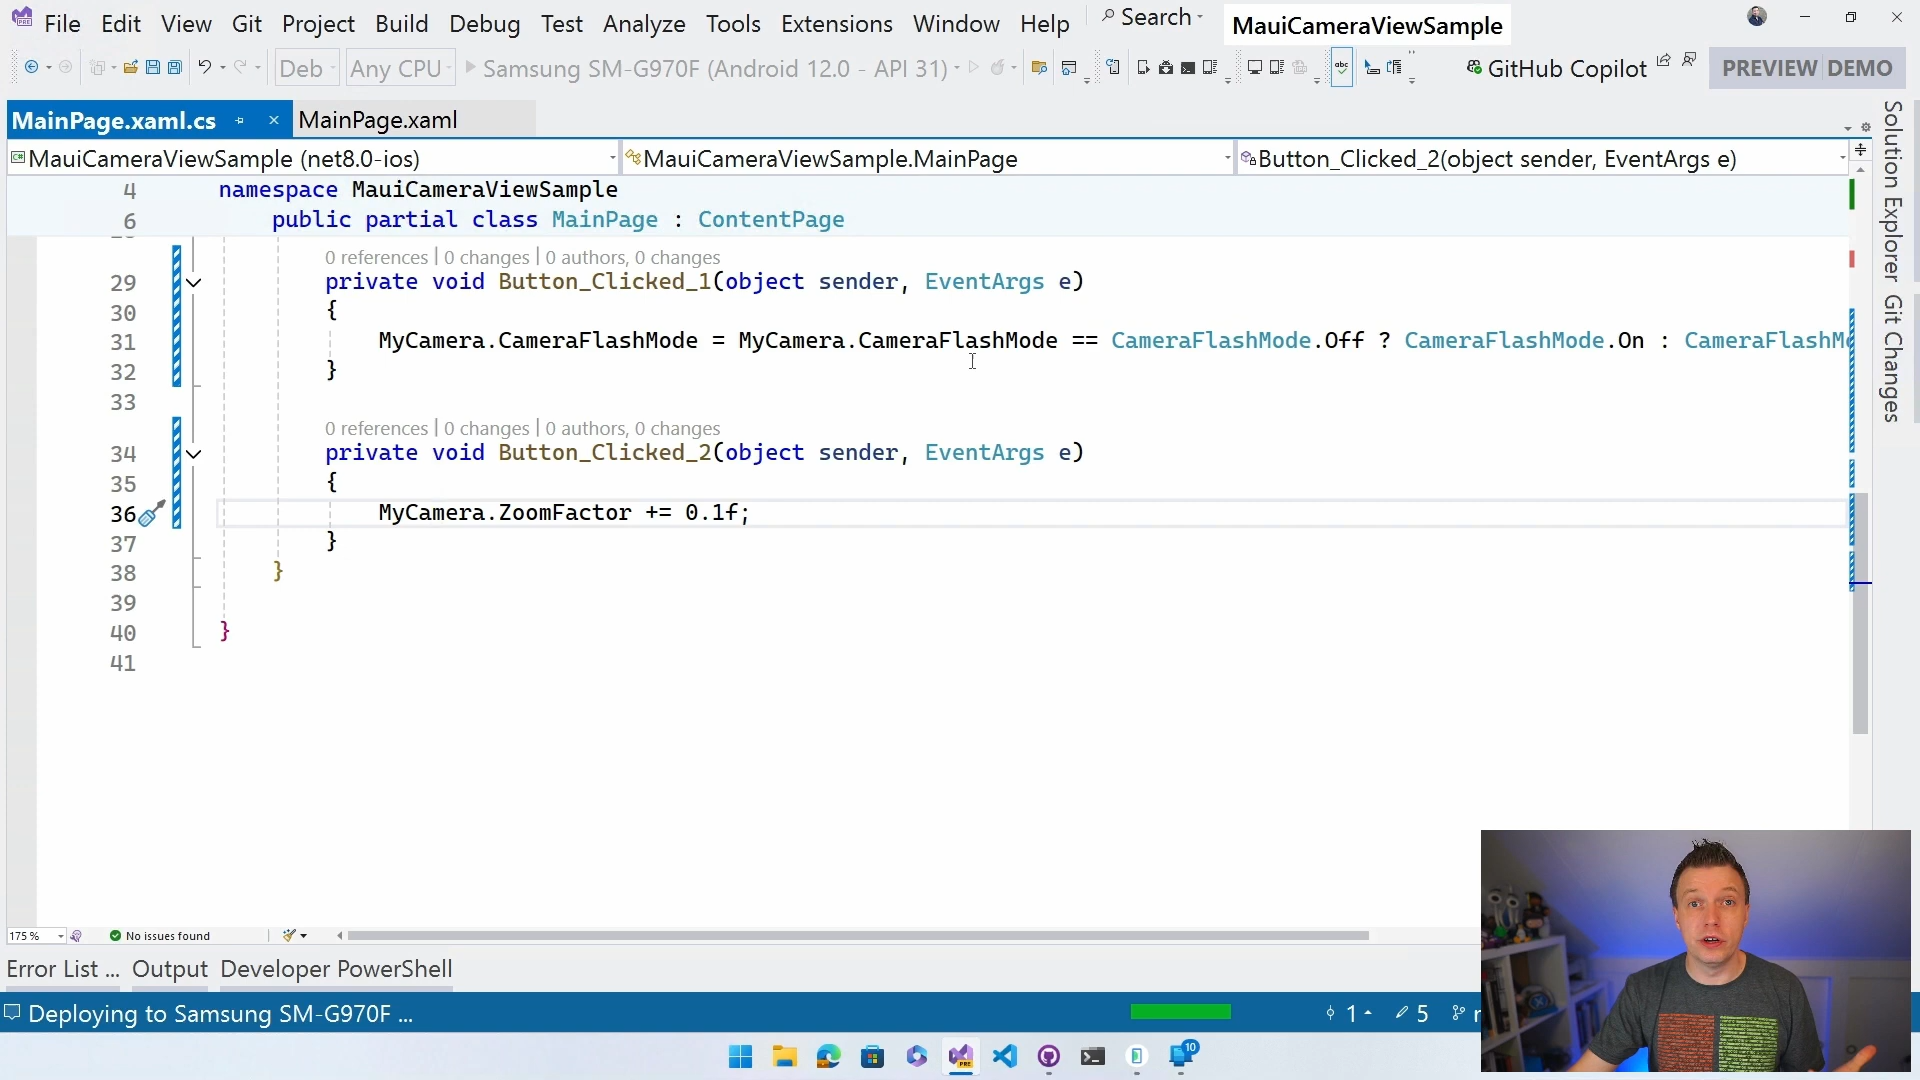 File Edit View Git Project Build Debug Test Analyze Tools Extensions Window Help Search MauiCameraViewSample
Deb Any CPU Samsung SM-G970F (Android 12.0 - API 31) GitHub Copilot PREVIEW DEMO
MainPage.xaml.cs MainPage.xaml
MauiCameraViewSample (net8.0-ios) MauiCameraViewSample.MainPage Button_Clicked_2(object sender, EventArgs e)
4 namespace MauiCameraViewSample
6 public partial class MainPage : ContentPage
0 references | 0 changes | 0 authors, 0 changes
29 private void Button_Clicked_1(object sender, EventArgs e)
30 {
31 MyCamera.CameraFlashMode = MyCamera.CameraFlashMode == CameraFlashMode.Off ? CameraFlashMode.On : CameraFlashM
32 }
33
0 references | 0 changes | 0 authors, 0 changes
34 private void Button_Clicked_2(object sender, EventArgs e)
35 {
36 MyCamera.ZoomFactor += 0.1f;
37 }
38 }
39
40 }
41
Solution Explorer
Git Changes
175 % No issues found
Error List ... Output Developer PowerShell
Deploying to Samsung SM-G970F ... 1 5
10